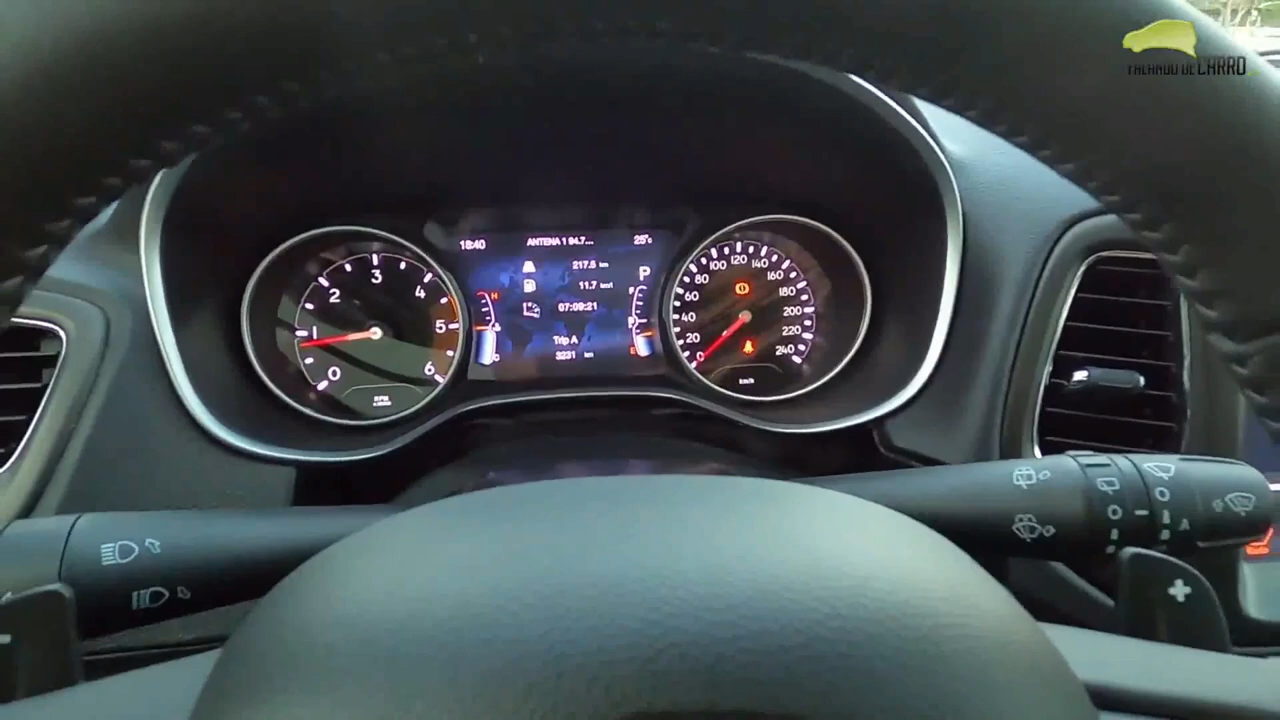 FALANDO DE CARRO
18:40
ANTENA 1 94.7...
25°c
217.5 km
11.7 km/l
07:09:21
Trip A
3231 km
P
H
C
F
E
0
1
2
3
4
5
6
RPM
0
20
40
60
80
100
120
140
160
180
200
220
240
km/h
A
+
-